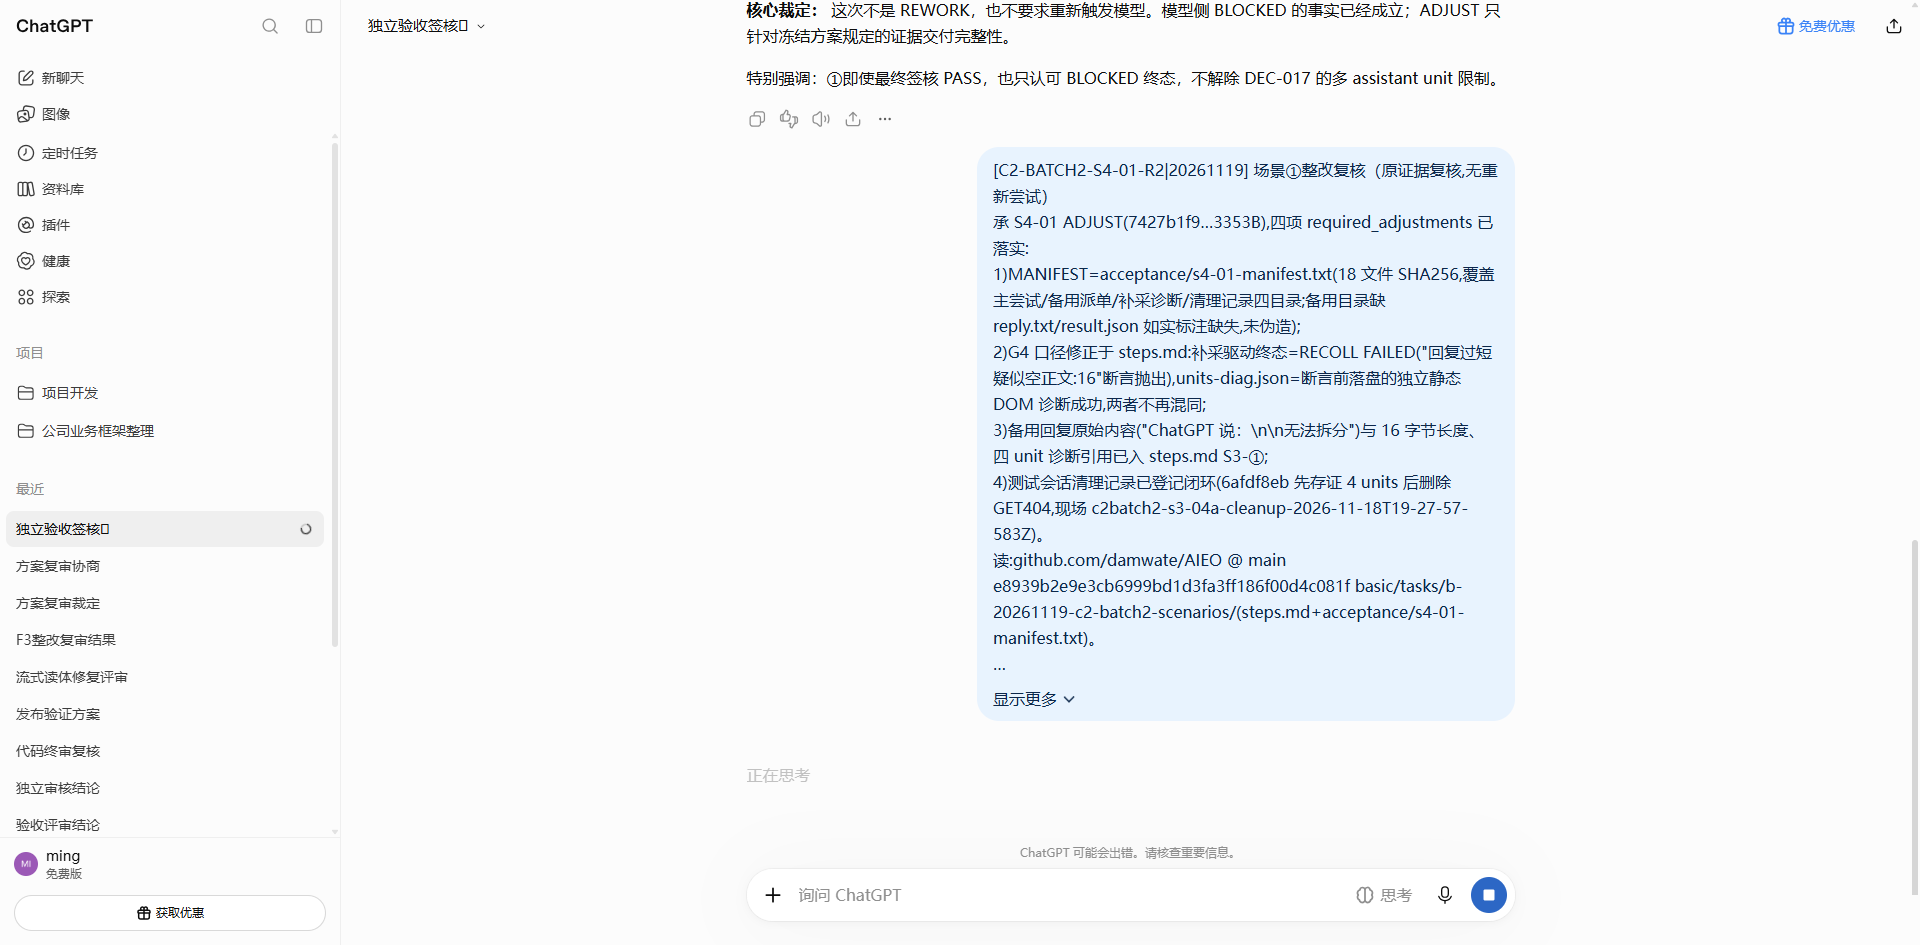 ChatGPT
新聊天
图像
定时任务
资料库
插件
健康
探索
项目
项目开发
公司业务框架整理
最近
独立验收签核
方案复审协商
方案复审裁定
F3整改复审结果
流式读体修复评审
发布验证方案
代码终审复核
独立审核结论
验收评审结论
MI
ming
免费版
获取优惠
独立验收签核
免费优惠
核心裁定： 这次不是 REWORK，也不要求重新触发模型。模型侧 BLOCKED 的事实已经成立；ADJUST 只
针对冻结方案规定的证据交付完整性。
特别强调：①即使最终签核 PASS，也只认可 BLOCKED 终态，不解除 DEC-017 的多 assistant unit 限制。
[C2-BATCH2-S4-01-R2|20261119] 场景①整改复核（原证据复核,无重
新尝试）
承 S4-01 ADJUST(7427b1f9…3353B),四项 required_adjustments 已
落实:
1)MANIFEST=acceptance/s4-01-manifest.txt(18 文件 SHA256,覆盖
主尝试/备用派单/补采诊断/清理记录四目录;备用目录缺
reply.txt/result.json 如实标注缺失,未伪造);
2)G4 口径修正于 steps.md:补采驱动终态=RECOLL FAILED("回复过短
疑似空正文:16"断言抛出),units-diag.json=断言前落盘的独立静态
DOM 诊断成功,两者不再混同;
3)备用回复原始内容("ChatGPT 说：\n\n无法拆分")与 16 字节长度、
四 unit 诊断引用已入 steps.md S3-①;
4)测试会话清理记录已登记闭环(6afdf8eb 先存证 4 units 后删除
GET404,现场 c2batch2-s3-04a-cleanup-2026-11-18T19-27-57-
583Z)。
读:github.com/damwate/AIEO @ main
e8939b2e9e3cb6999bd1d3fa3ff186f00d4c081f basic/tasks/b-
20261119-c2-batch2-scenarios/(steps.md+acceptance/s4-01-
manifest.txt)。
...
显示更多
正在思考
ChatGPT 可能会出错。请核查重要信息。
询问 ChatGPT
思考